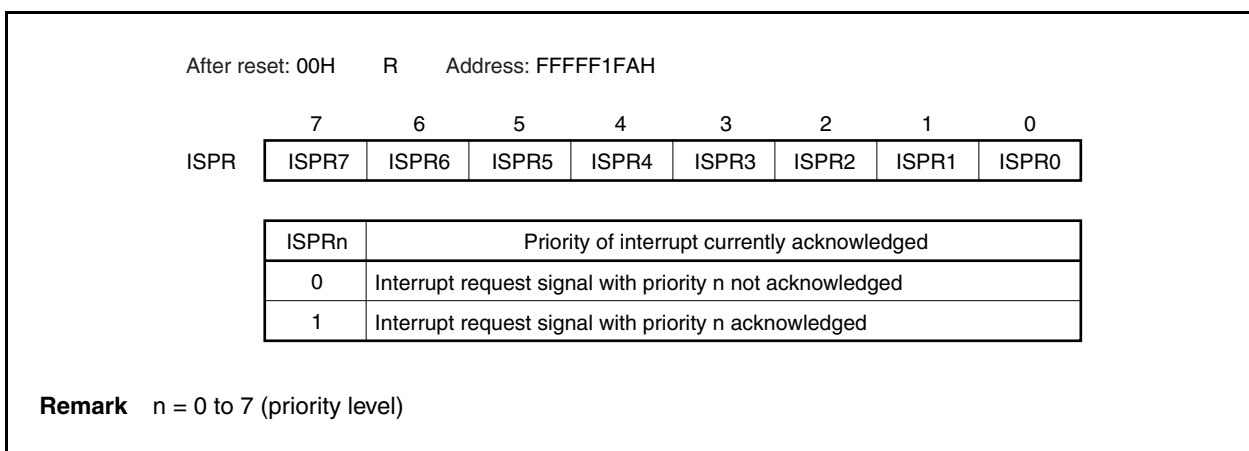 After reset: 00H R Address: FFFFF1FAH
7 6 5 4 3 2 1 0
ISPR ISPR7 ISPR6 ISPR5 ISPR4 ISPR3 ISPR2 ISPR1 ISPR0
ISPRn Priority of interrupt currently acknowledged
0 Interrupt request signal with priority n not acknowledged
1 Interrupt request signal with priority n acknowledged
Remark n = 0 to 7 (priority level)